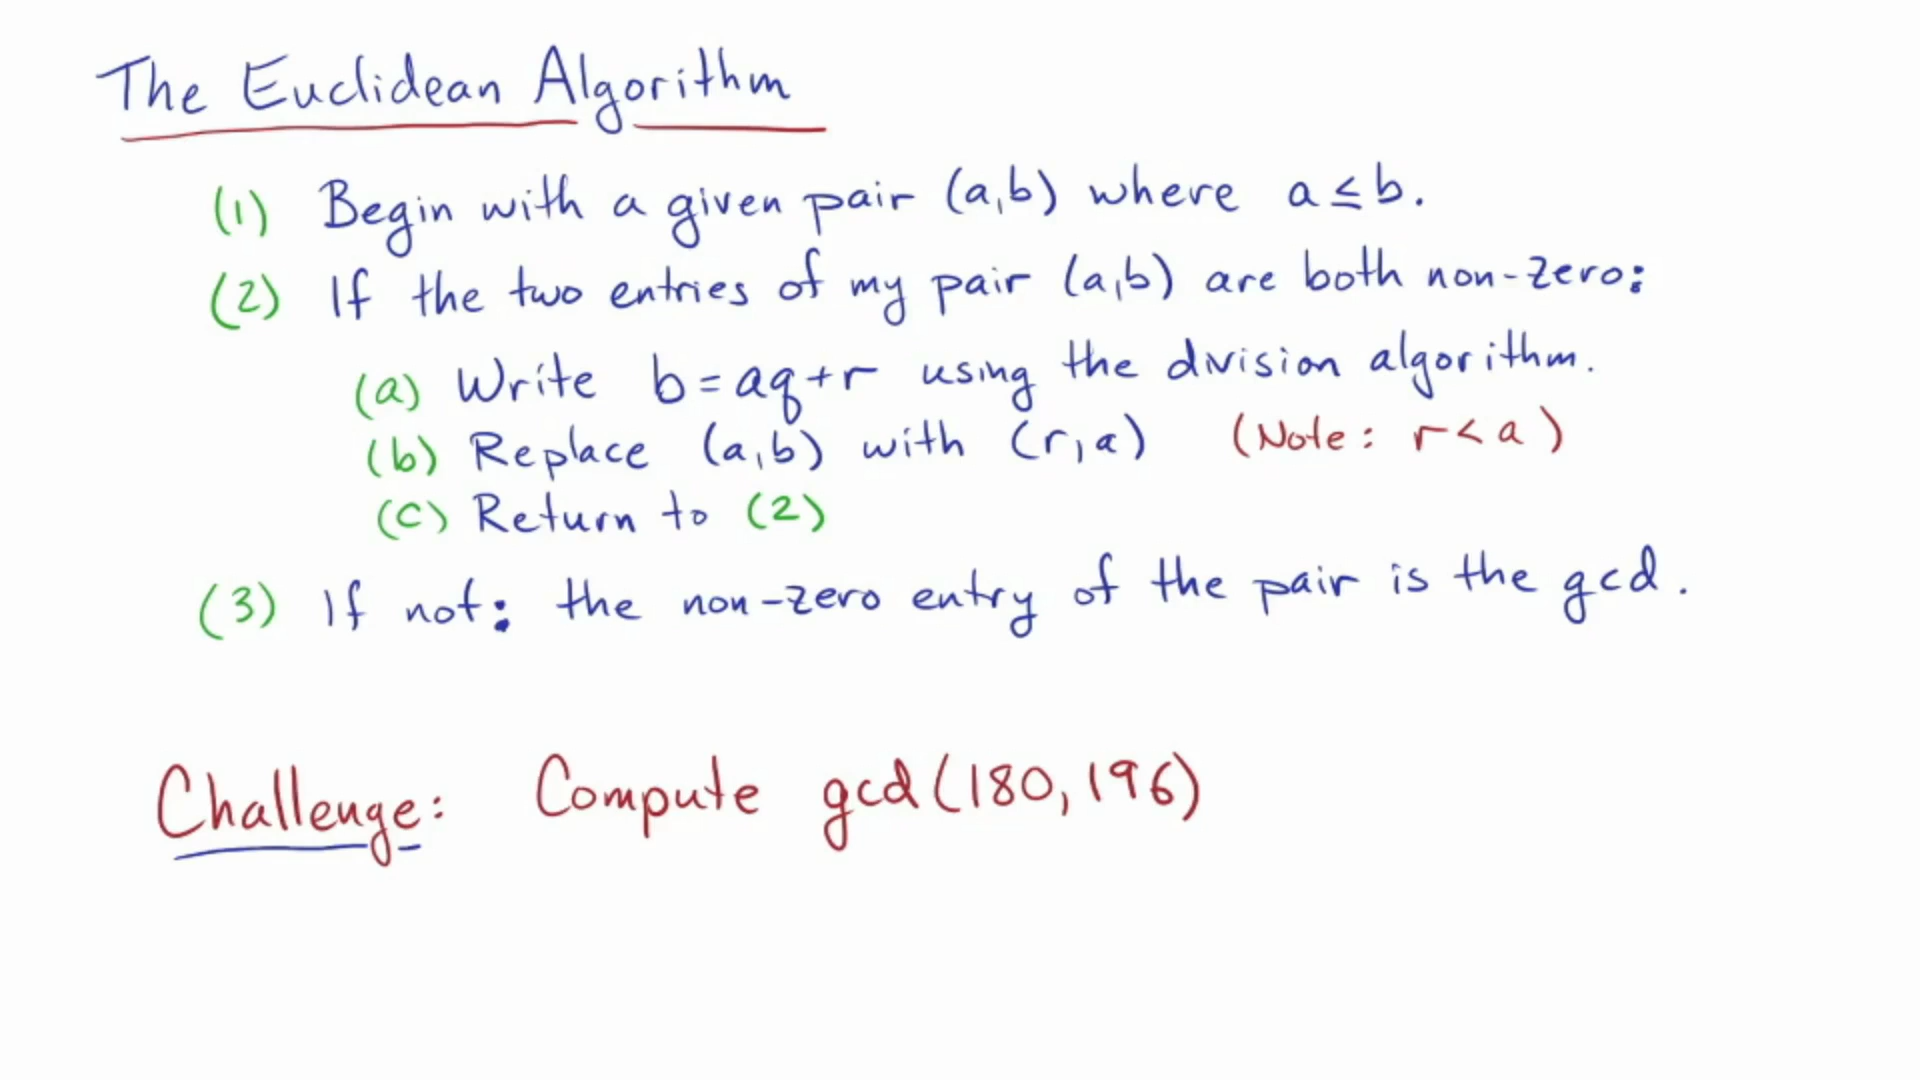 The Euclidean Algorithm
(1) Begin with a given pair (a,b) where a ≤ b.
(2) If the two entries of my pair (a,b) are both non-zero:
(a) Write b = aq + r using the division algorithm.
(b) Replace (a,b) with (r,a) (Note: r < a)
(c) Return to (2)
(3) If not: the non-zero entry of the pair is the gcd.
Challenge: Compute gcd(180,196)